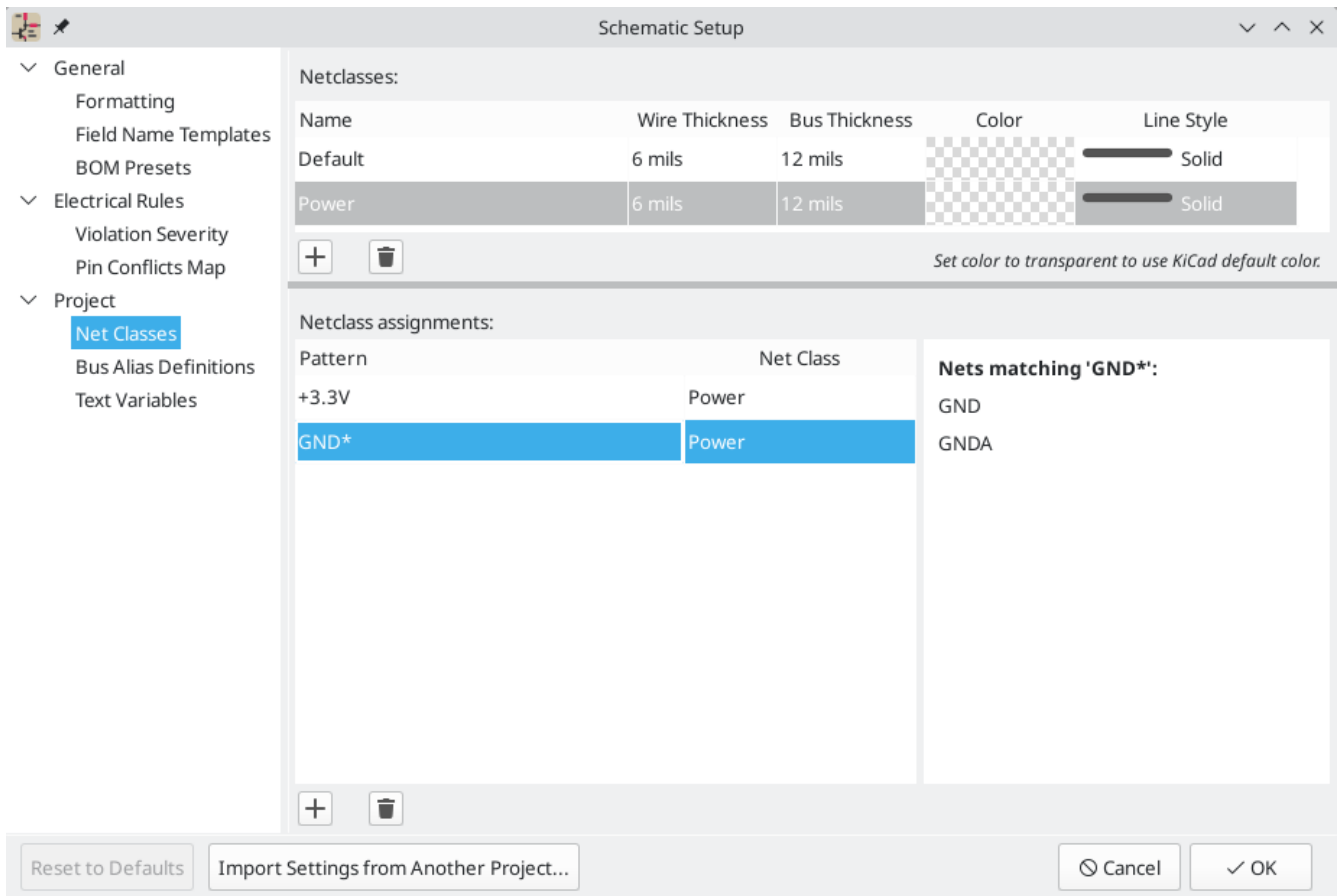 Schematic Setup
General
Formatting
Field Name Templates
BOM Presets
Electrical Rules
Violation Severity
Pin Conflicts Map
Project
Net Classes
Bus Alias Definitions
Text Variables
Netclasses:
Name Wire Thickness Bus Thickness Color Line Style
Default 6 mils 12 mils Solid
Power 6 mils 12 mils Solid
Set color to transparent to use KiCad default color.
Netclass assignments:
Pattern Net Class
+3.3V Power
GND* Power
Nets matching 'GND*':
GND
GNDA
Reset to Defaults Import Settings from Another Project... Cancel OK